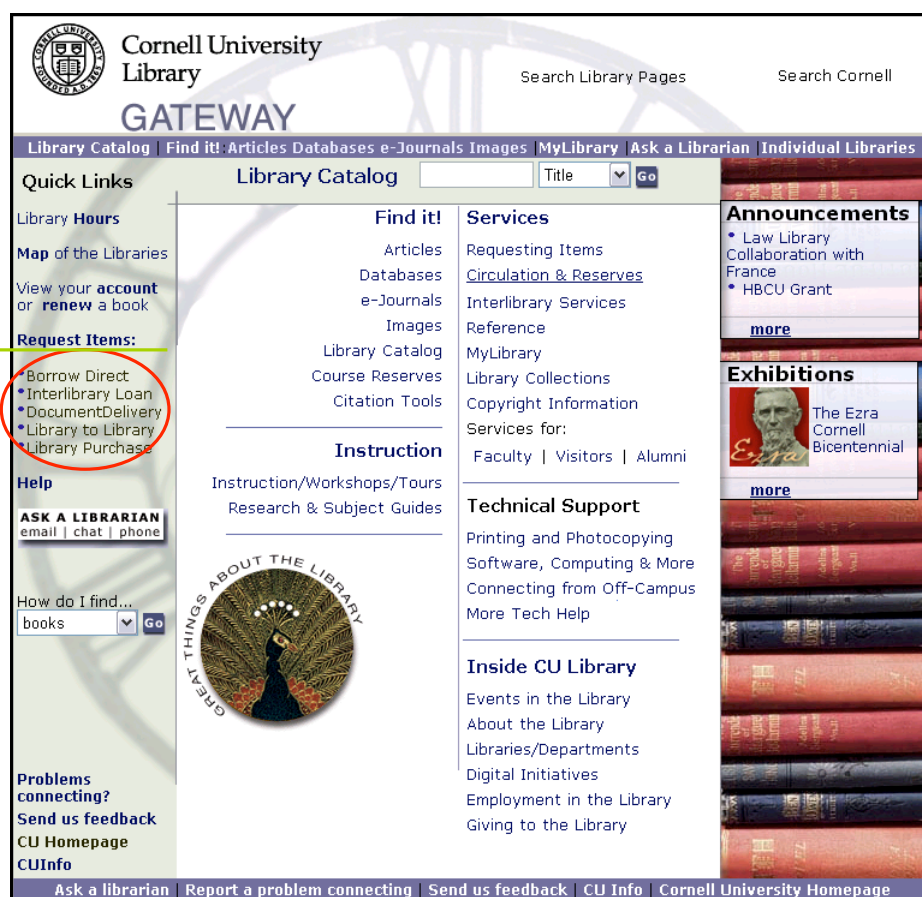 Cornell University
Library
GATEWAY
Search Library Pages
Search Cornell
Library Catalog | Find it!:Articles Databases e-Journals Images |MyLibrary |Ask a Librarian |Individual Libraries
Quick Links
Library Hours
Map of the Libraries
View your account
or renew a book
Request Items:
•Borrow Direct
•Interlibrary Loan
•DocumentDelivery
•Library to Library
•Library Purchase
Help
ASK A LIBRARIAN
email | chat | phone
How do I find...
books
Go
Problems
connecting?
Send us feedback
CU Homepage
CUInfo
Library Catalog
Title
Go
Find it!
Articles
Databases
e-Journals
Images
Library Catalog
Course Reserves
Citation Tools
Instruction
Instruction/Workshops/Tours
Research & Subject Guides
GREAT THINGS ABOUT THE LIBRARY
Services
Requesting Items
Circulation & Reserves
Interlibrary Services
Reference
MyLibrary
Library Collections
Copyright Information
Services for:
Faculty | Visitors | Alumni
Technical Support
Printing and Photocopying
Software, Computing & More
Connecting from Off-Campus
More Tech Help
Inside CU Library
Events in the Library
About the Library
Libraries/Departments
Digital Initiatives
Employment in the Library
Giving to the Library
Announcements
• Law Library
Collaboration with
France
• HBCU Grant
more
Exhibitions
Ezra
The Ezra
Cornell
Bicentennial
more
Ask a librarian | Report a problem connecting | Send us feedback | CU Info | Cornell University Homepage